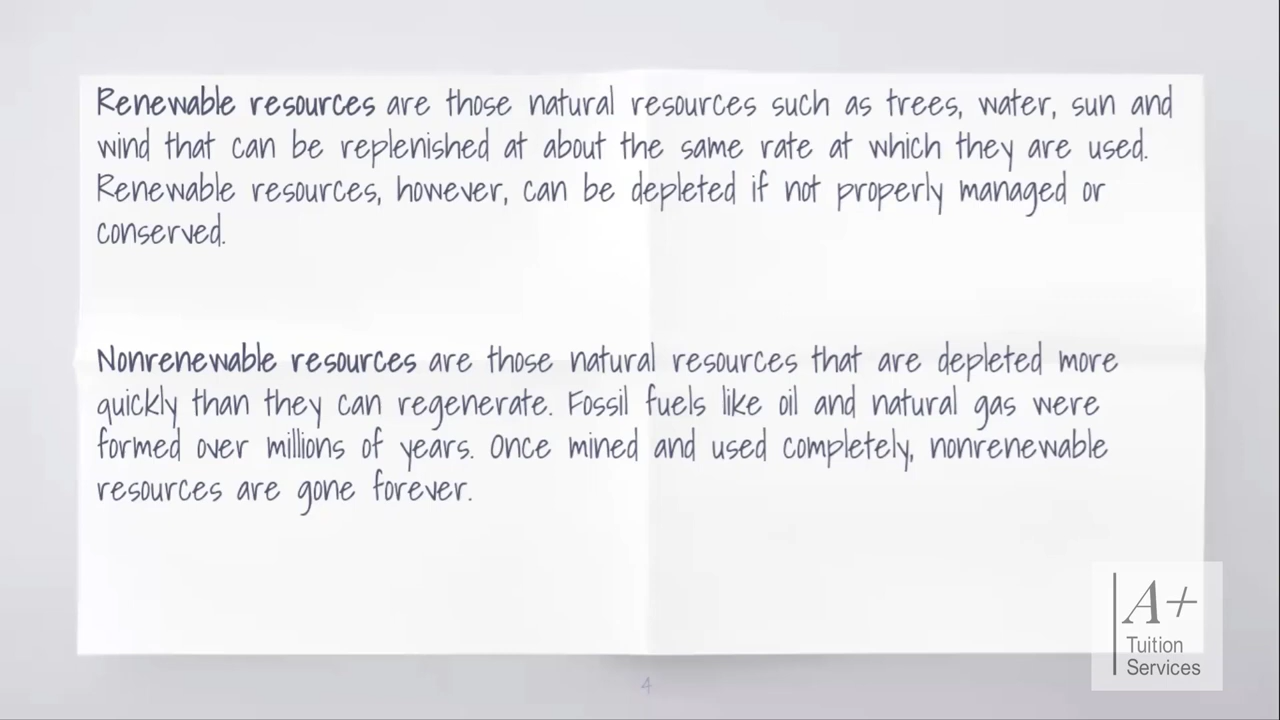 Renewable resources are those natural resources such as trees, water, sun and
wind that can be replenished at about the same rate at which they are used.
Renewable resources, however, can be depleted if not properly managed or
conserved.
Nonrenewable resources are those natural resources that are depleted more
quickly than they can regenerate. Fossil fuels like oil and natural gas were
formed over millions of years. Once mined and used completely, nonrenewable
resources are gone forever.
A+
Tuition
Services
4